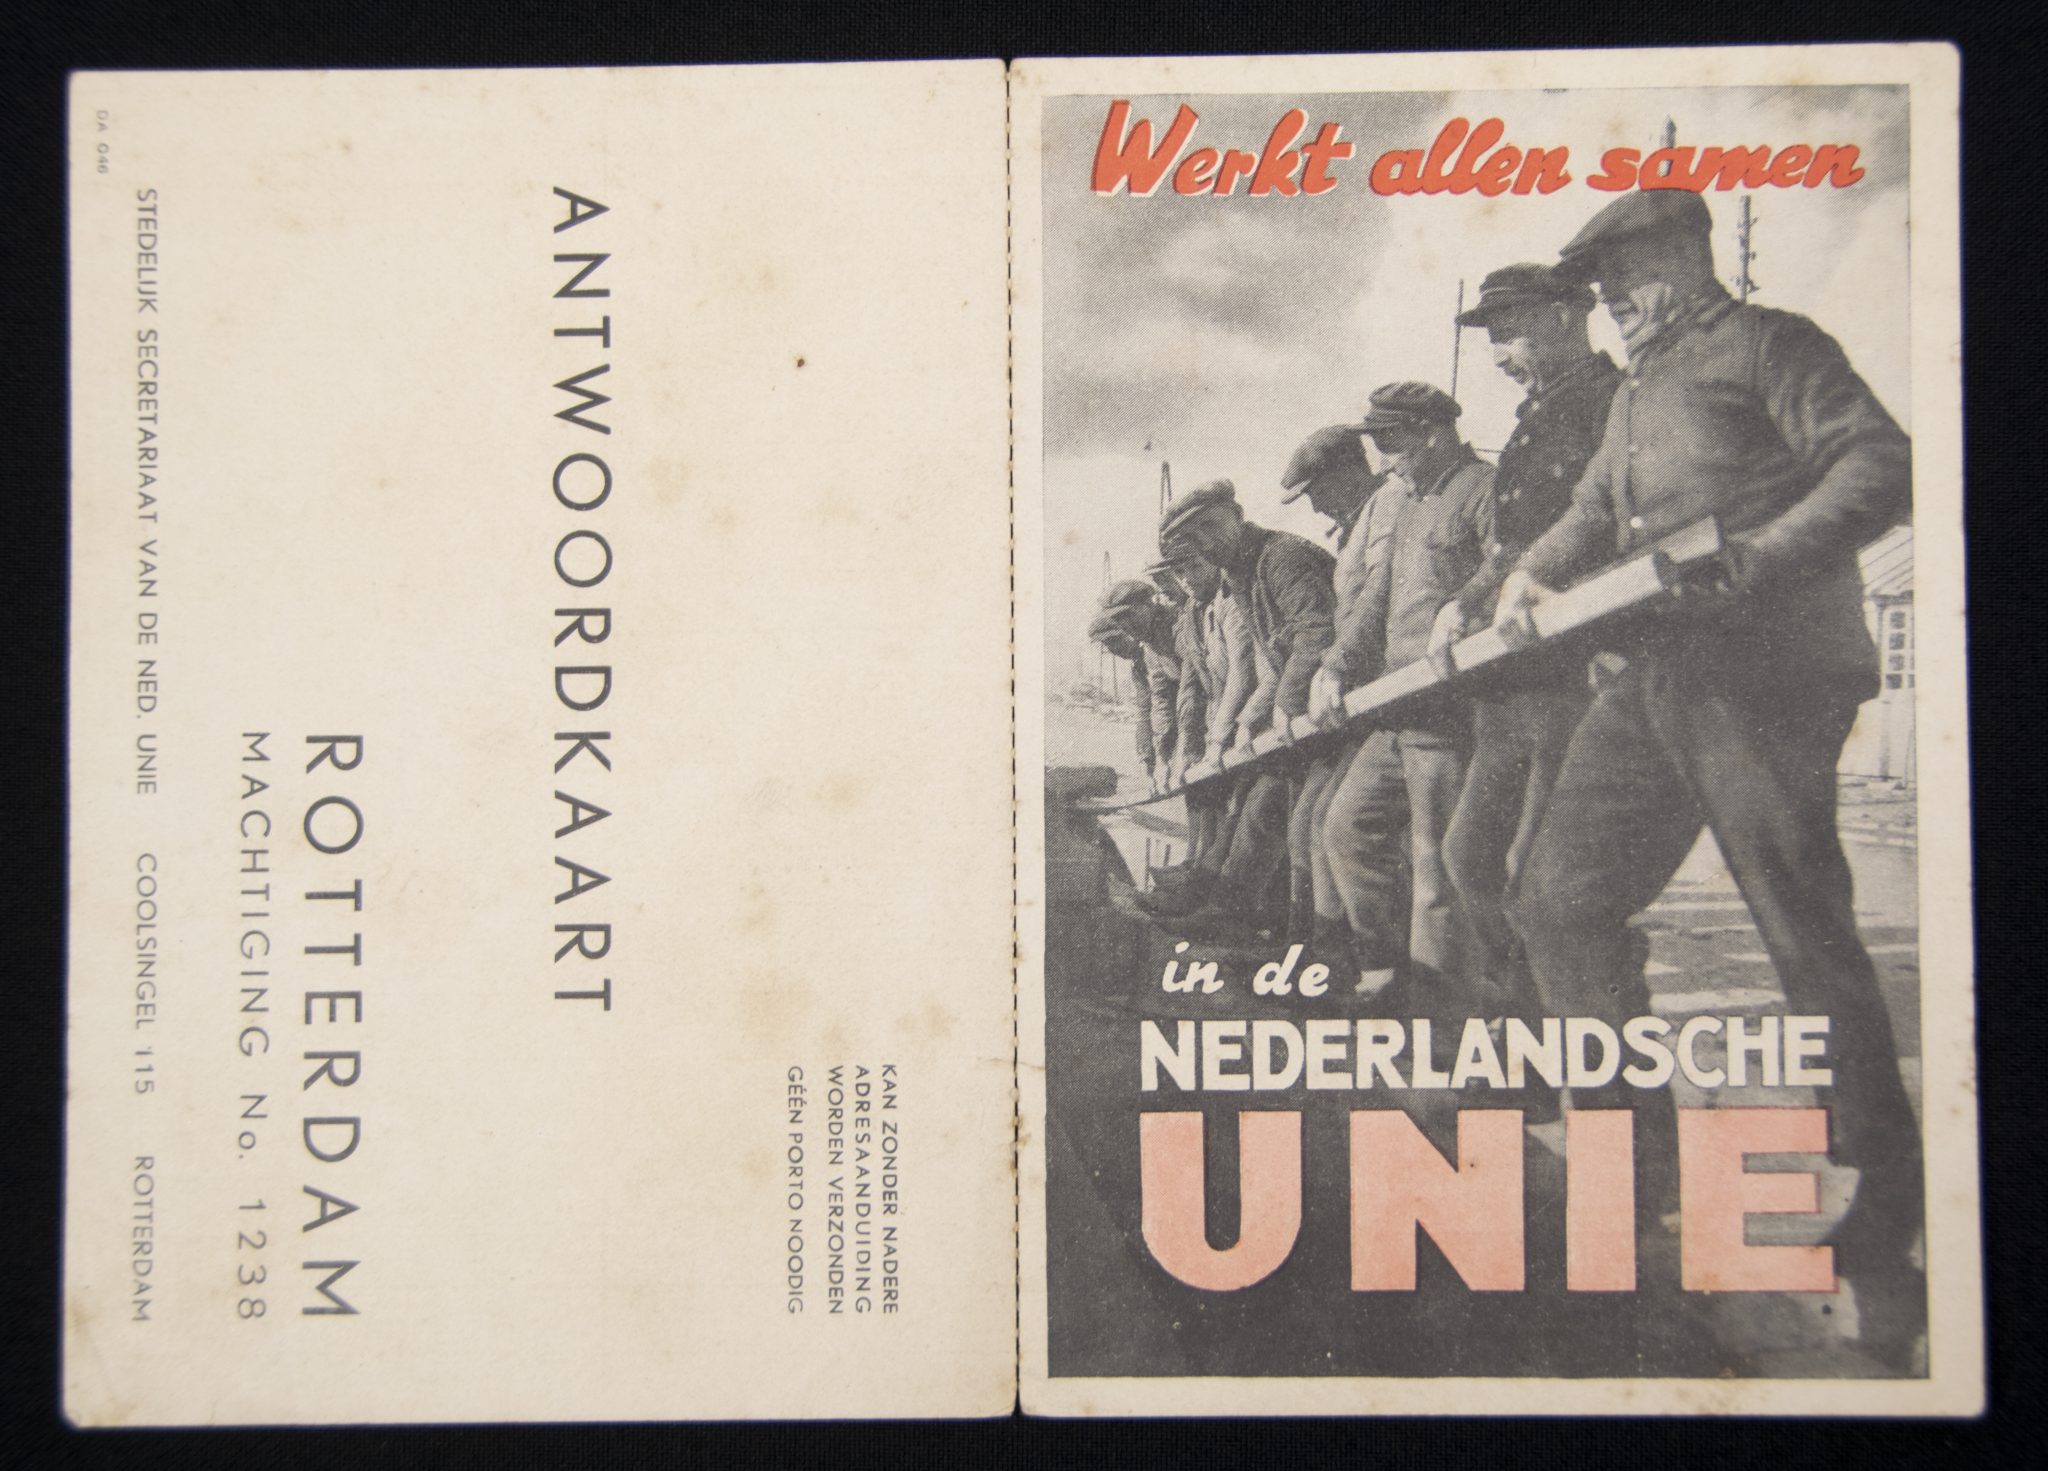 KAN ZONDER NADERE
ADRESAANDUIDING
WORDEN VERZONDEN
GÉÉN PORTO NOODIG
ANTWOORDKAART
ROTTERDAM
MACHTIGING No. 1238
STEDELIJK SECRETARIAAT VAN DE NED. UNIE COOLSINGEL 115 ROTTERDAM
DA 046
Werkt allen samen
in de
NEDERLANDSCHE
UNIE